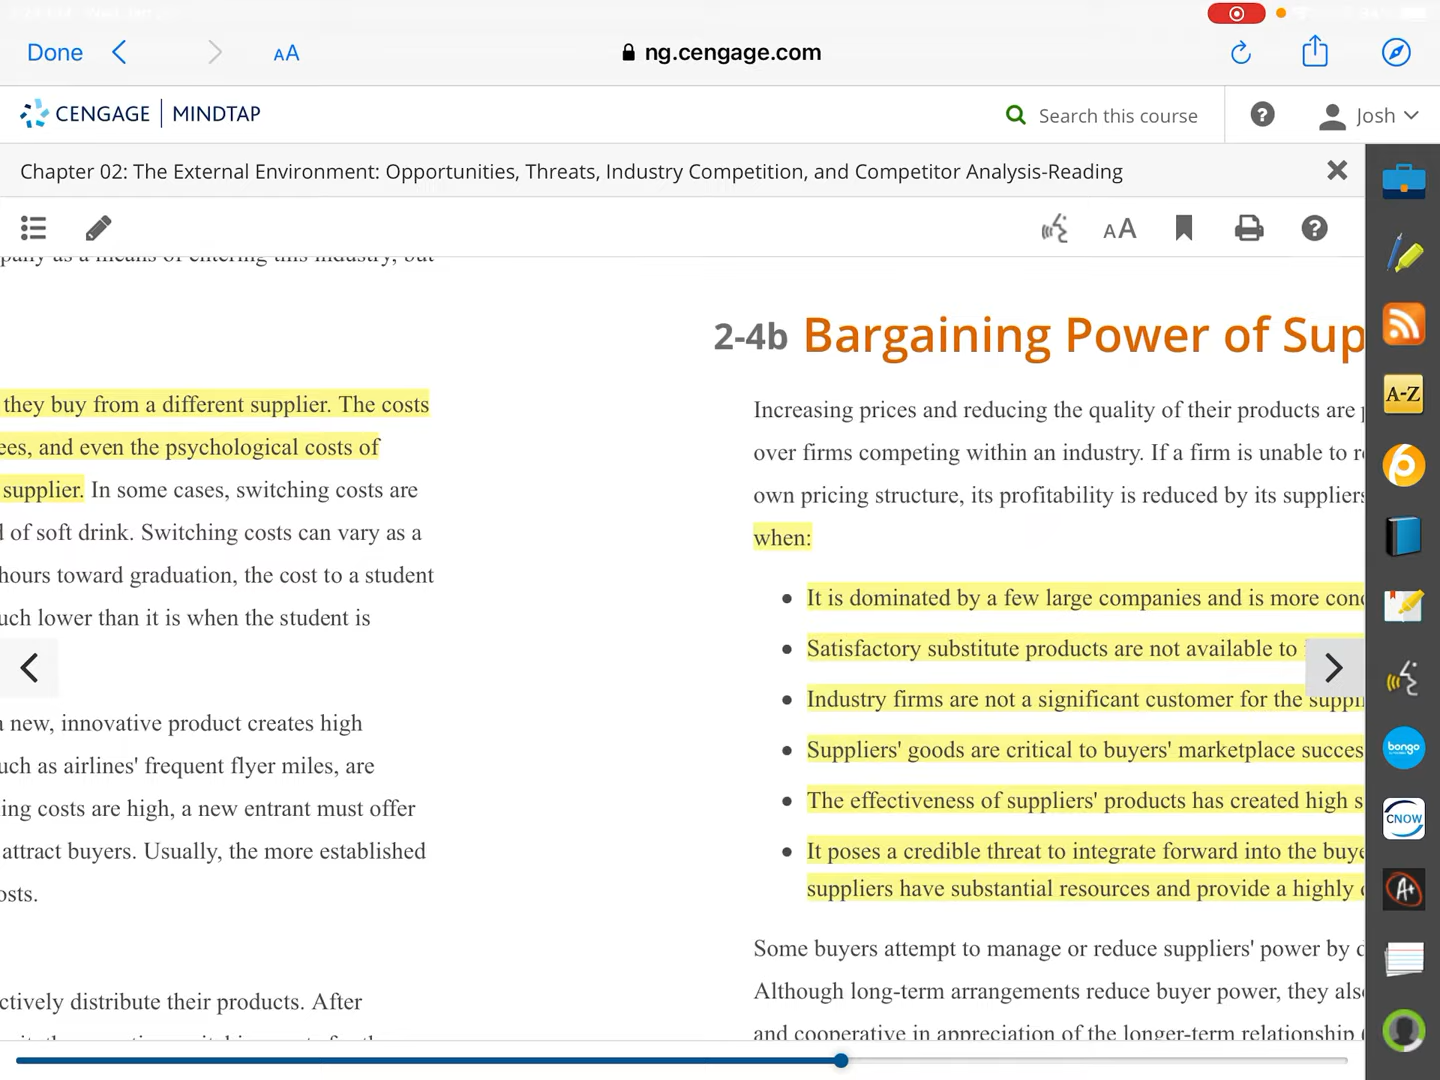 Done
AA
ng.cengage.com
CENGAGE | MINDTAP
Search this course
Josh
Chapter 02: The External Environment: Opportunities, Threats, Industry Competition, and Competitor Analysis-Reading
AA
as a means of entering this industry, but
they buy from a different supplier. The costs
ees, and even the psychological costs of
supplier. In some cases, switching costs are
d of soft drink. Switching costs can vary as a
hours toward graduation, the cost to a student
uch lower than it is when the student is
a new, innovative product creates high
uch as airlines' frequent flyer miles, are
ing costs are high, a new entrant must offer
attract buyers. Usually, the more established
osts.
ctively distribute their products. After
2-4b Bargaining Power of Sup
Increasing prices and reducing the quality of their products are
over firms competing within an industry. If a firm is unable to
own pricing structure, its profitability is reduced by its suppliers
when:
• It is dominated by a few large companies and is more con
• Satisfactory substitute products are not available to
• Industry firms are not a significant customer for the suppl
• Suppliers' goods are critical to buyers' marketplace succes
• The effectiveness of suppliers' products has created high s
• It poses a credible threat to integrate forward into the buye
suppliers have substantial resources and provide a highly
Some buyers attempt to manage or reduce suppliers' power by
Although long-term arrangements reduce buyer power, they als
and cooperative in appreciation of the longer-term relationship
A-Z
bongo
CNOW
A+